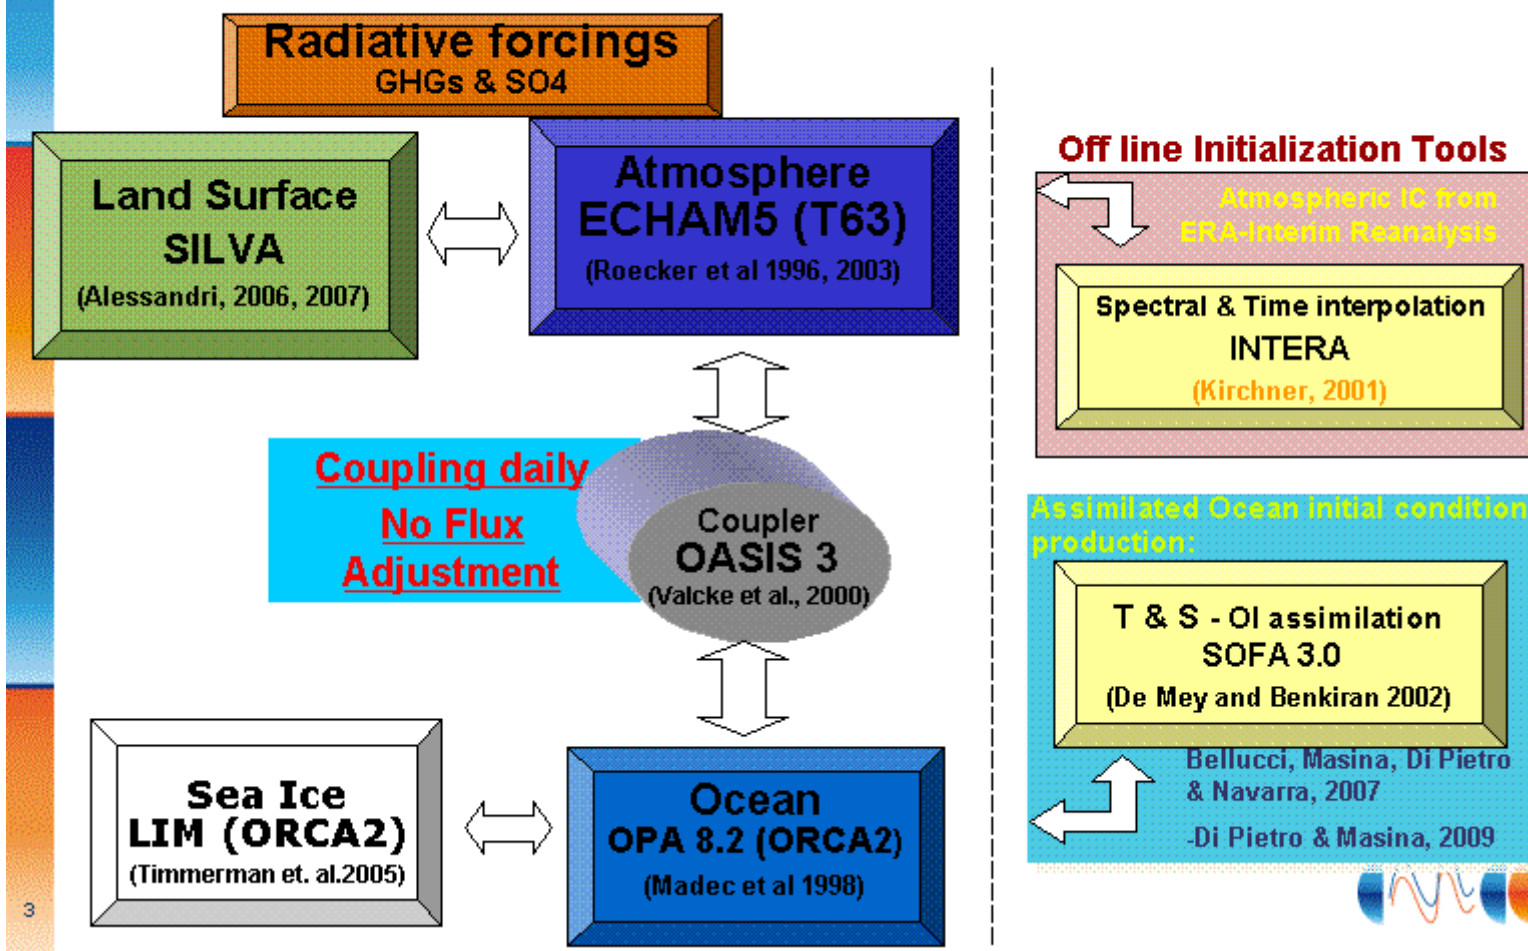 Radiative forcings
GHGs & SO4
Land Surface
SILVA
(Alessandri, 2006, 2007)
Atmosphere
ECHAM5 (T63)
(Roecker et al 1996, 2003)
Coupling daily
No Flux
Adjustment
Coupler
OASIS 3
(Valcke et al., 2000)
Sea Ice
LIM (ORCA2)
(Timmerman et. al.2005)
Ocean
OPA 8.2 (ORCA2)
(Madec et al 1998)
3
Off line Initialization Tools
Atmospheric IC from
ERA-Interim Reanalysis
Spectral & Time interpolation
INTERA
(Kirchner, 2001)
Assimilated Ocean initial condition
production:
T & S - OI assimilation
SOFA 3.0
(De Mey and Benkiran 2002)
Bellucci, Masina, Di Pietro
& Navarra, 2007
-Di Pietro & Masina, 2009